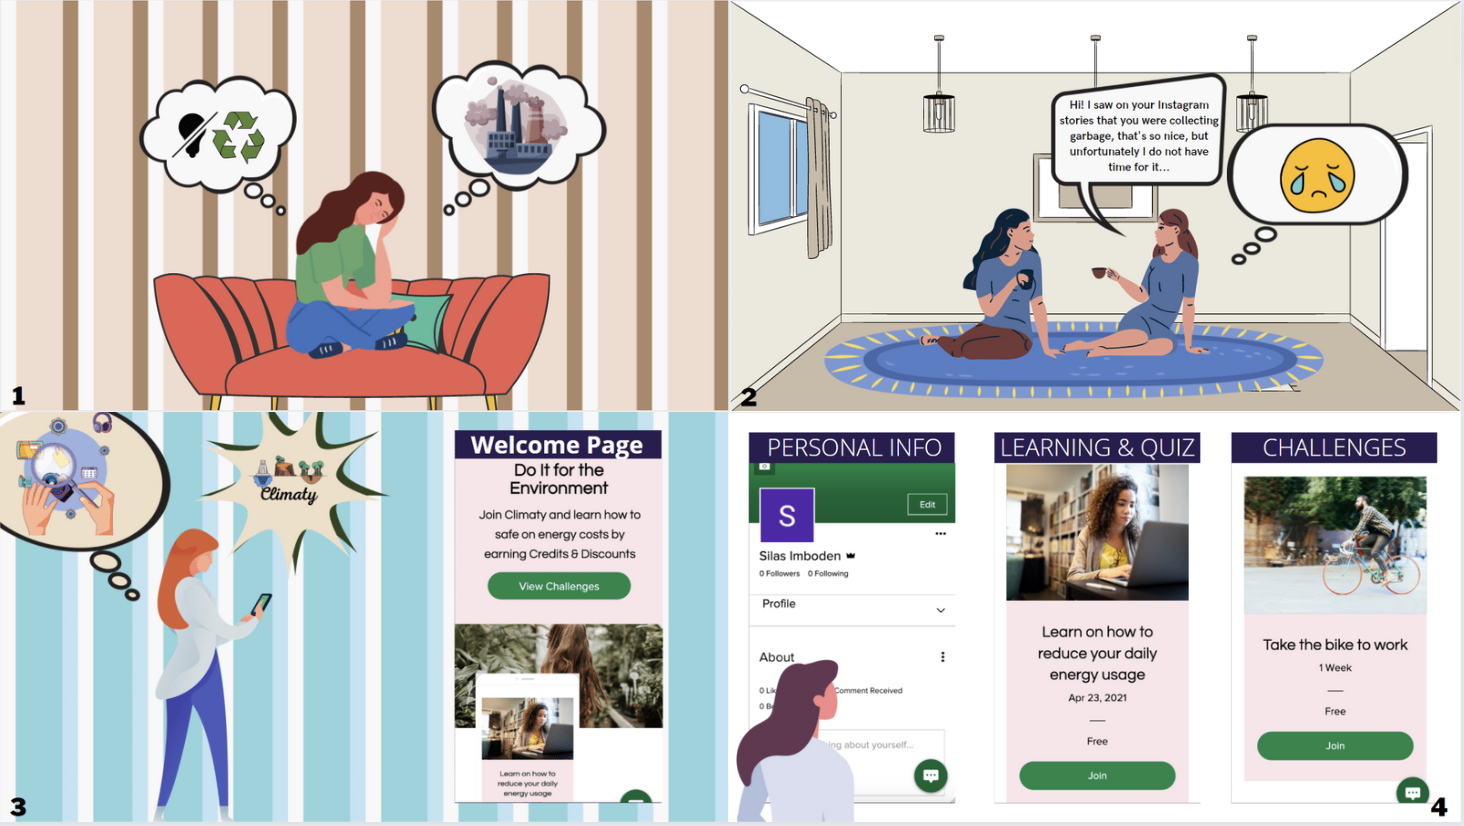 1
Hi! I saw on your Instagram
stories that you were collecting
garbage, that's so nice, but
unfortunately I do not have
time for it...
2
Climaty
Welcome Page
Do It for the
Environment
Join Climaty and learn how to
safe on energy costs by
earning Credits & Discounts
View Challenges
Learn on how to
reduce your daily
energy usage
3
PERSONAL INFO
Edit
S
Silas Imboden
0 Followers 0 Following
Profile
About
0 Comment Received
0
about yourself...
LEARNING & QUIZ
Learn on how to
reduce your daily
energy usage
Apr 23, 2021
Free
Join
CHALLENGES
Take the bike to work
1 Week
Free
Join
4